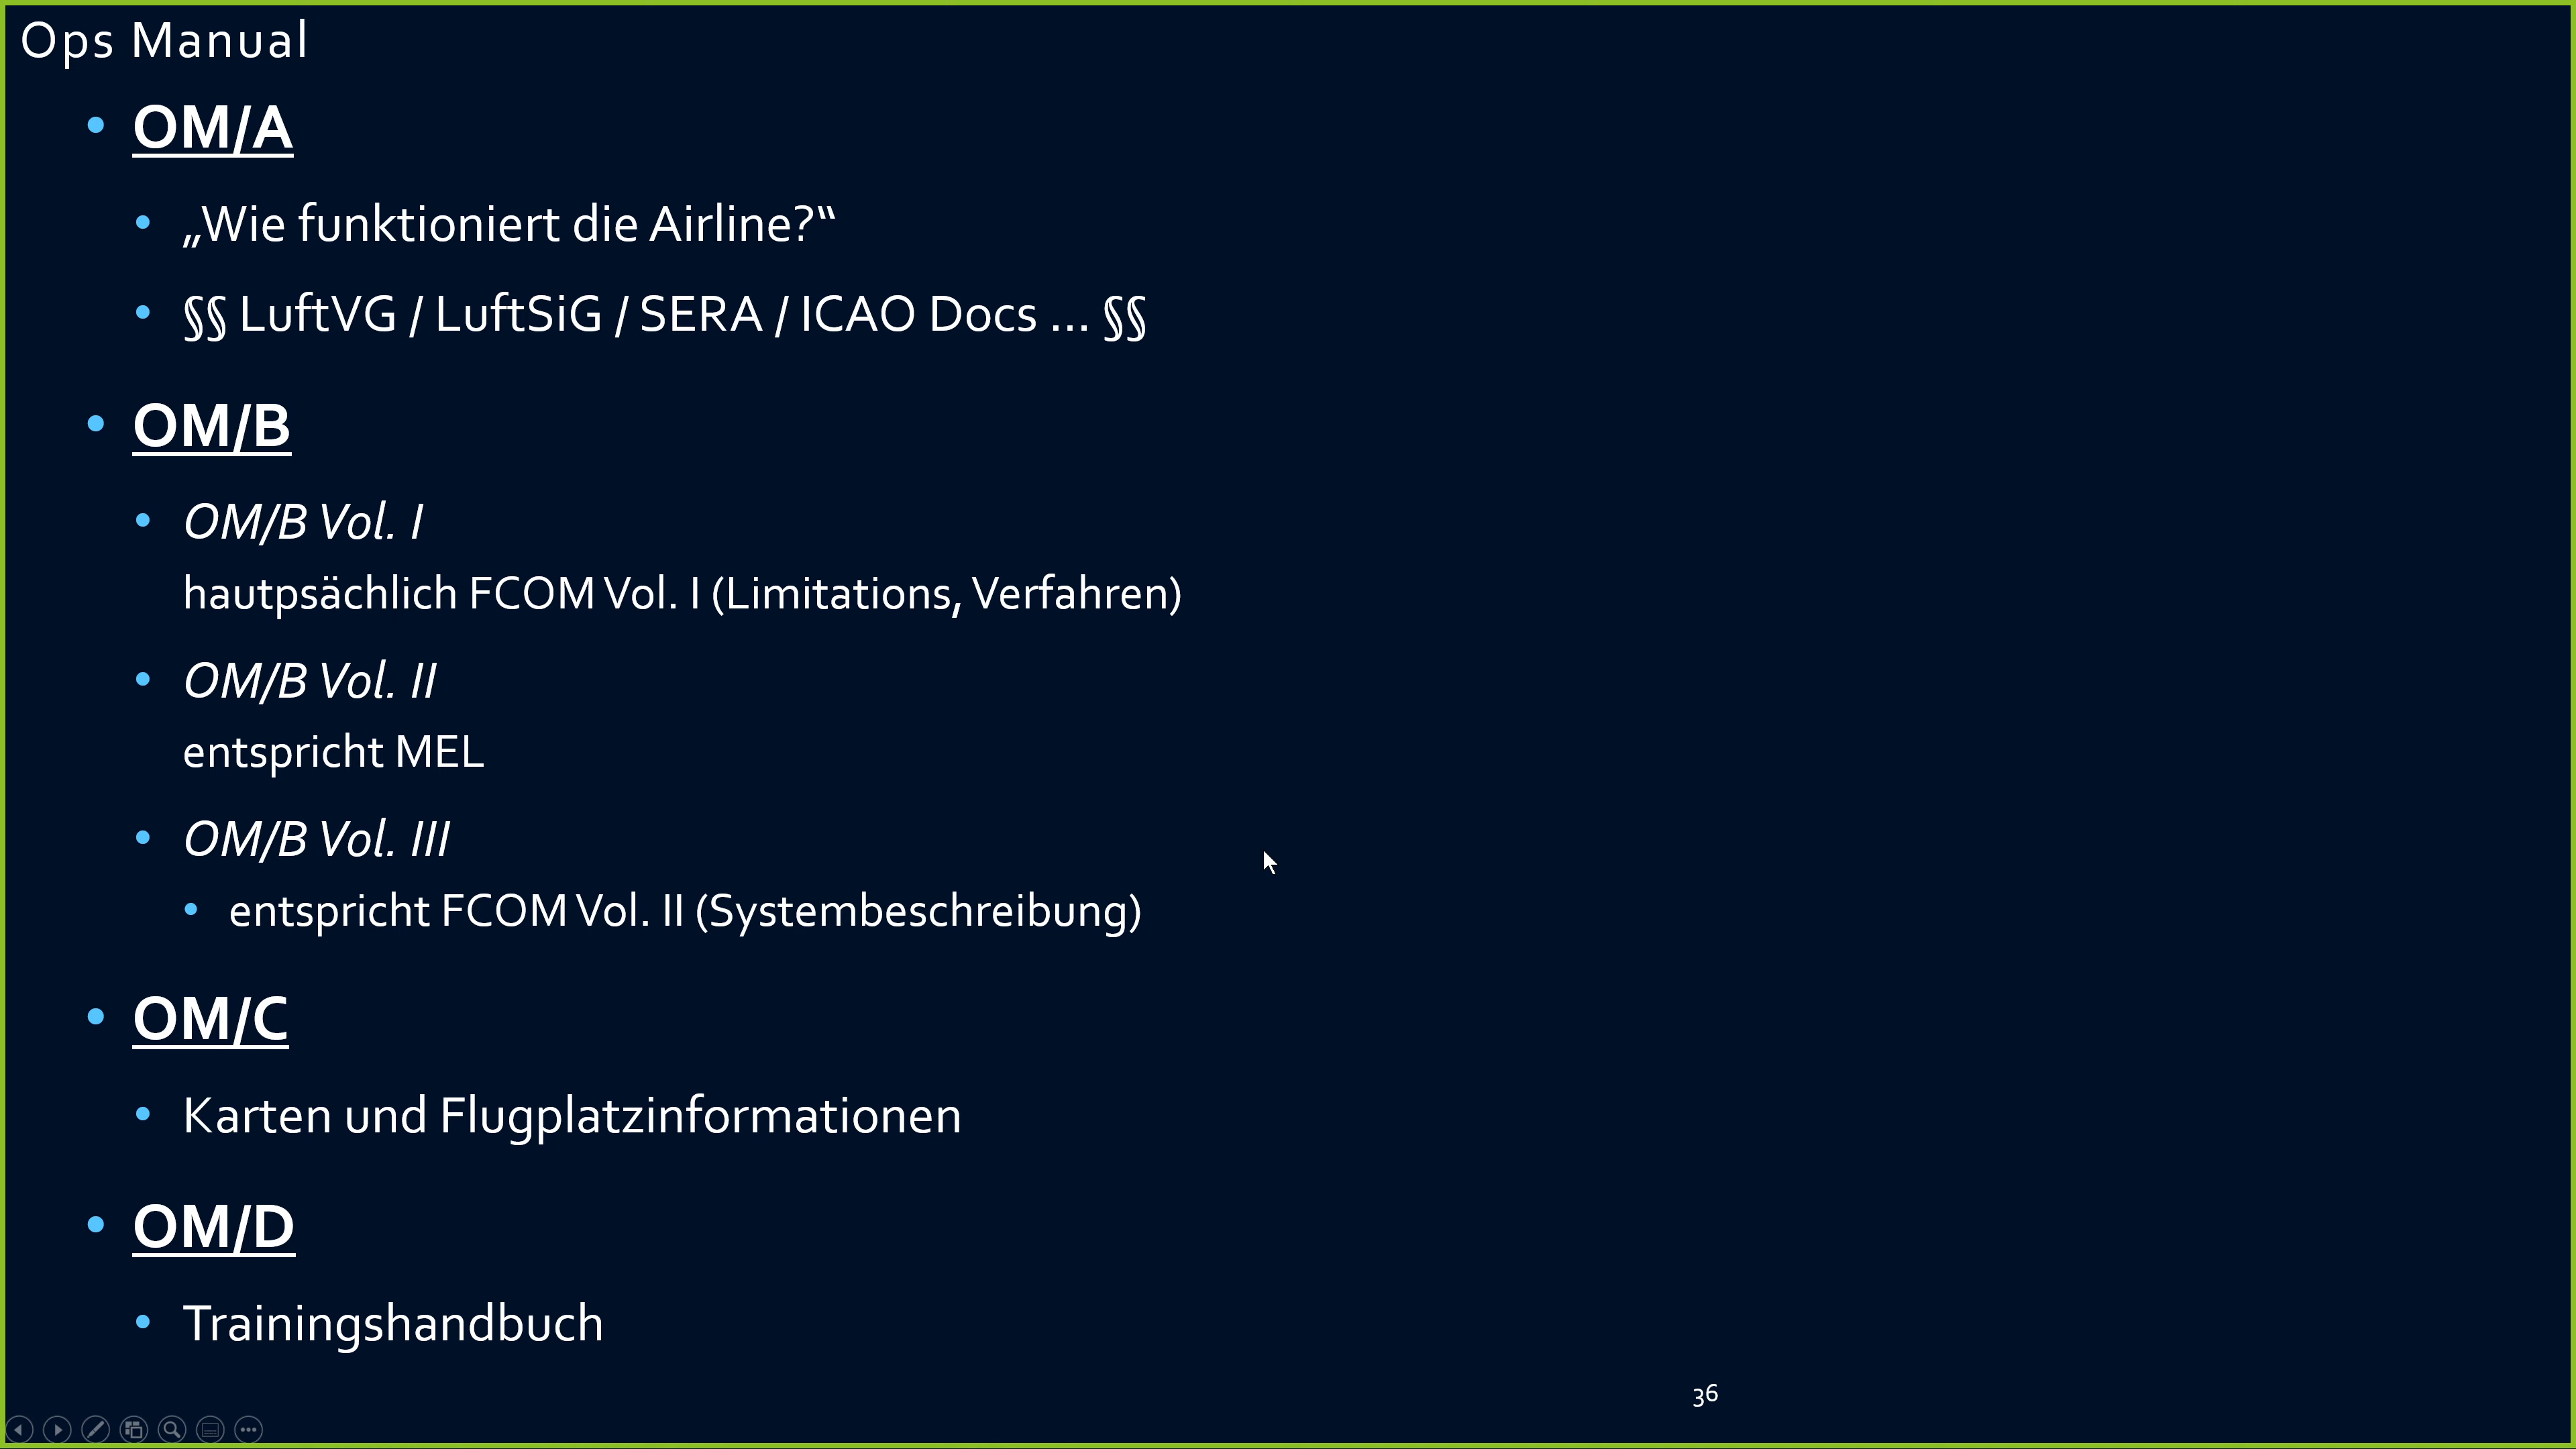 Ops Manual
• OM/A
• „Wie funktioniert die Airline?“
• §§ LuftVG / LuftSiG / SERA / ICAO Docs ... §§
• OM/B
• OM/B Vol. I
hautpsächlich FCOM Vol. I (Limitations, Verfahren)
• OM/B Vol. II
entspricht MEL
• OM/B Vol. III
• entspricht FCOM Vol. II (Systembeschreibung)
• OM/C
• Karten und Flugplatzinformationen
• OM/D
• Trainingshandbuch
36